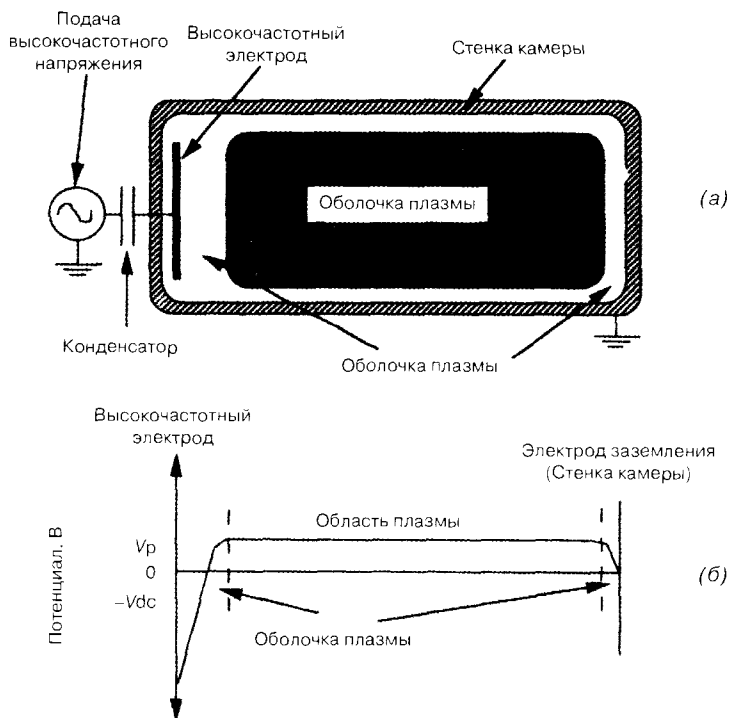 Подача
высокочастотного
напряжения
Высокочастотный
электрод
Стенка камеры
Оболочка плазмы
(а)
Конденсатор
Оболочка плазмы
Высокочастотный
электрод
Электрод заземления
(Стенка камеры)
Область плазмы
Потенциал. В
Vp
0
–Vdc
(б)
Оболочка плазмы